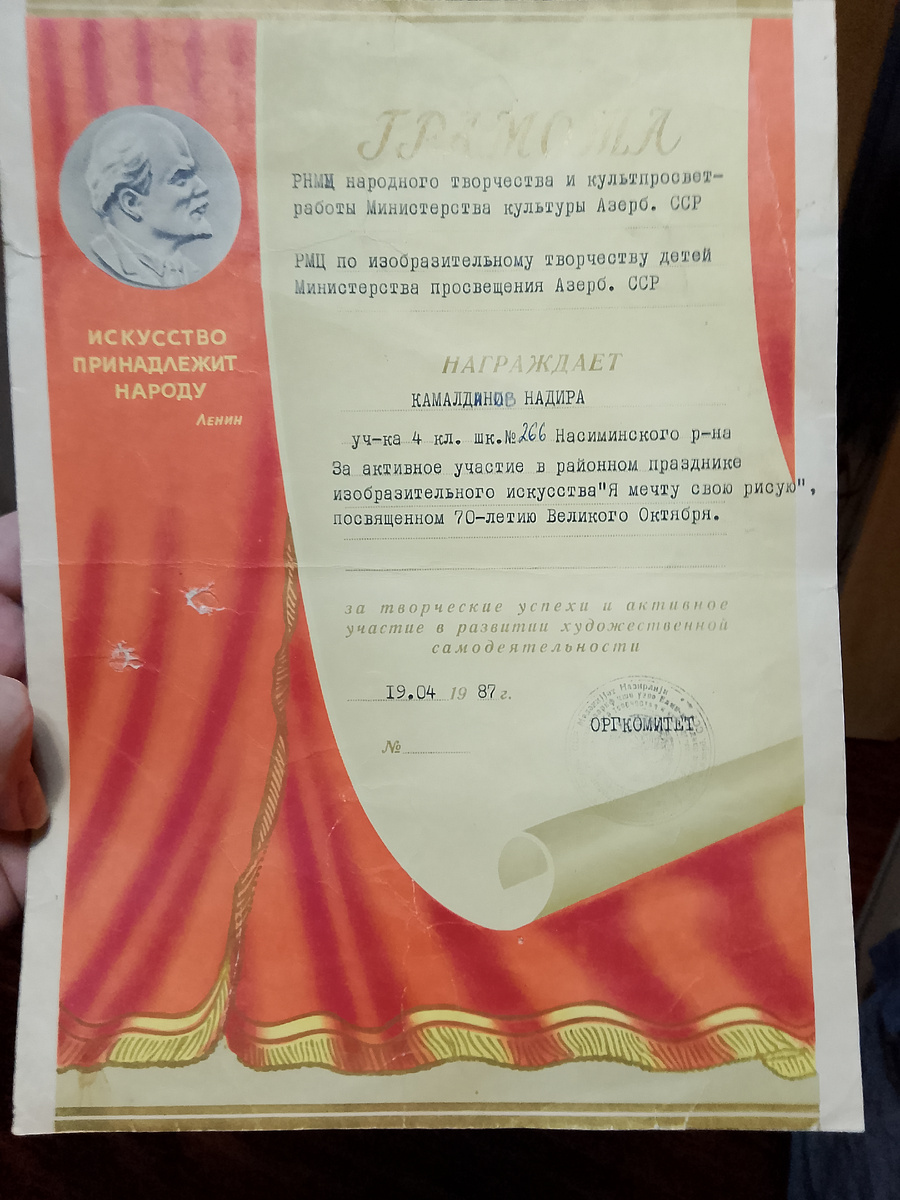 ИСКУССТВО
ПРИНАДЛЕЖИТ
НАРОДУ
ЛЕНИН
ГРАМОТА
РНМЦ народного творчества и культпросвет-
работы Министерства культуры Азерб. ССР
РМЦ по изобразительному творчеству детей
Министерства просвещения Азерб. ССР
НАГРАЖДАЕТ
КАМАЛДИНОВ НАДИРА
уч-ка 4 кл. шк.№266 Насиминского р-на
За активное участие в районном празднике
изобразительного искусства"Я мечту свою рисую",
посвященном 70-летию Великого Октября.
за творческие успехи и активное
участие в развитии художественной
самодеятельности
19.04 1987 г.
ОРГКОМИТЕТ
№